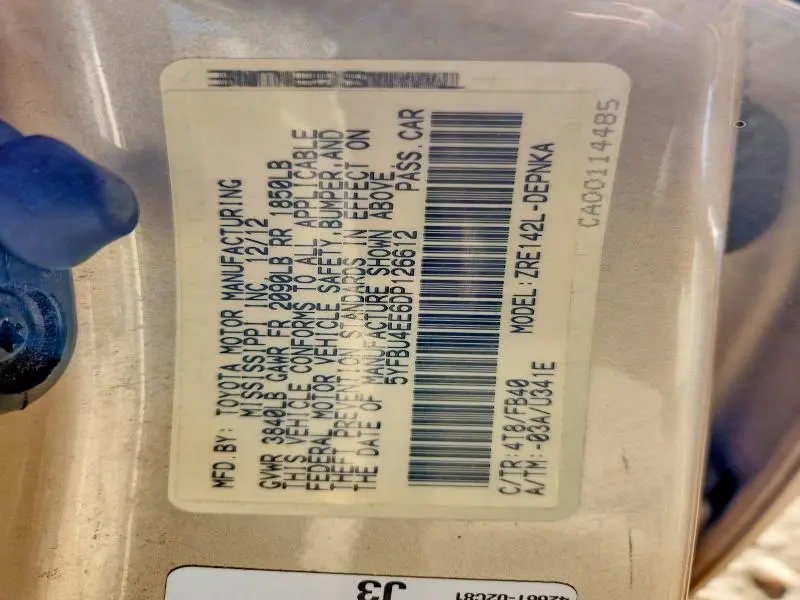 MFD.BY: TOYOTA MOTOR MANUFACTURING
MISSISSIPPI INC. 12/12
GVWR 3840LB GAWR FR 2090LB RR 1850LB
THIS VEHICLE CONFORMS TO ALL APPLICABLE
FEDERAL MOTOR VEHICLE SAFETY,BUMPER,AND
THEFT PREVENTION STANDARDS IN EFFECT ON
THE DATE OF MANUFACTURE SHOWN ABOVE
5YFBU4EE6DP126612 PASS.CAR
C/TR:4T8/FB40 MODEL:ZRE142L-DEPNKA
A/TM:-03A/U341E
CA00114485
J3
42661-02C81